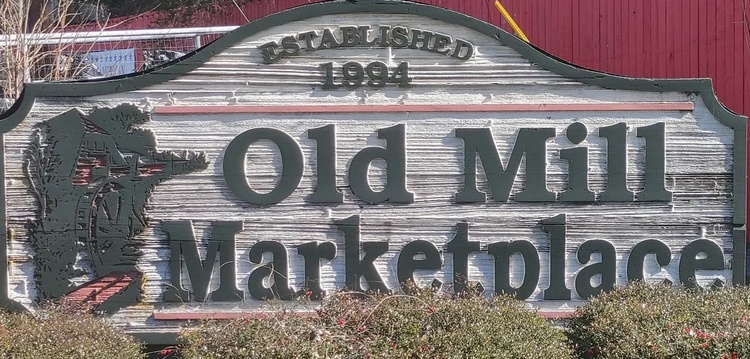 ESTABLISHED
1994
Old Mill
Marketplace